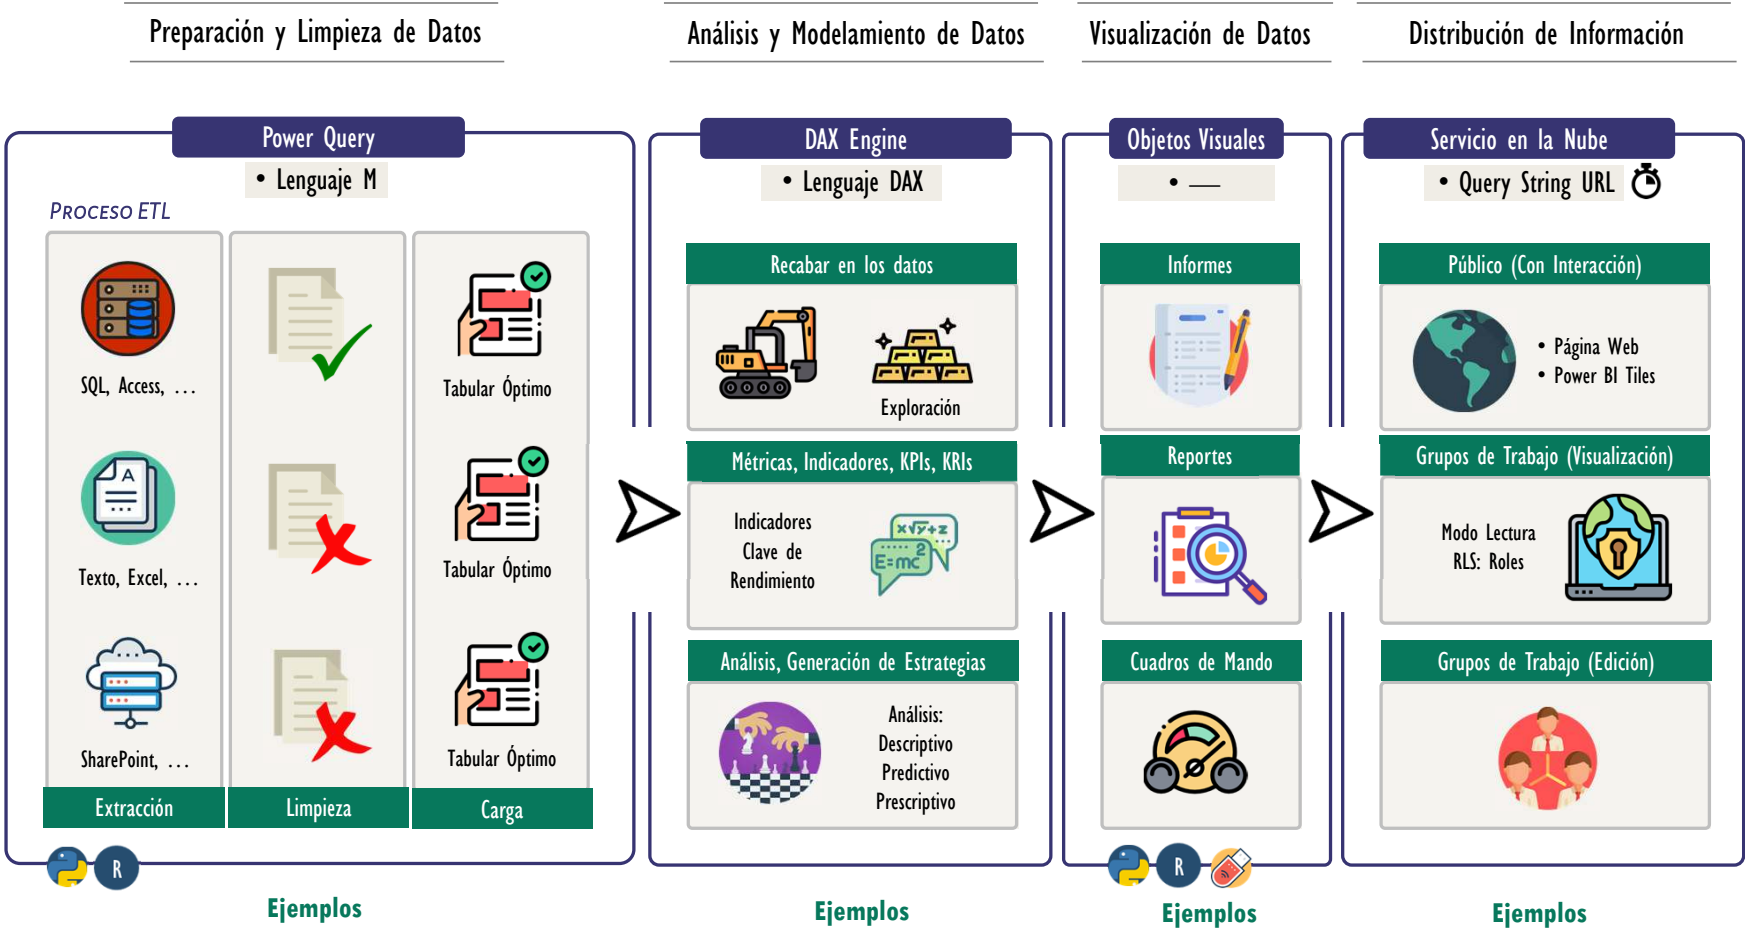 Preparación y Limpieza de Datos
Análisis y Modelamiento de Datos
Visualización de Datos
Distribución de Información
Power Query
• Lenguaje M
PROCESO ETL
SQL, Access, ...
Tabular Óptimo
A
Texto, Excel, ...
Tabular Óptimo
SharePoint, ...
Tabular Óptimo
Extracción
Limpieza
Carga
R
Ejemplos
DAX Engine
• Lenguaje DAX
Recabar en los datos
Exploración
Métricas, Indicadores, KPIs, KRIs
Indicadores
Clave de
Rendimiento
x√y+z
E=mc²
Análisis, Generación de Estrategias
Análisis:
Descriptivo
Predictivo
Prescriptivo
Ejemplos
Objetos Visuales
• —
Informes
Reportes
Cuadros de Mando
R
Ejemplos
Servicio en la Nube
• Query String URL
Público (Con Interacción)
• Página Web
• Power BI Tiles
Grupos de Trabajo (Visualización)
Modo Lectura
RLS: Roles
Grupos de Trabajo (Edición)
Ejemplos